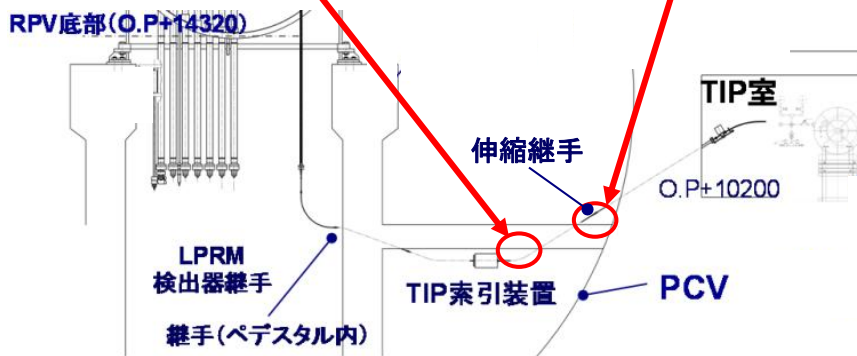 RPV底部(O.P+14320)
TIP室
伸縮継手
O.P+10200
LPRM
検出器継手
TIP索引装置
PCV
継手(ペデスタル内)